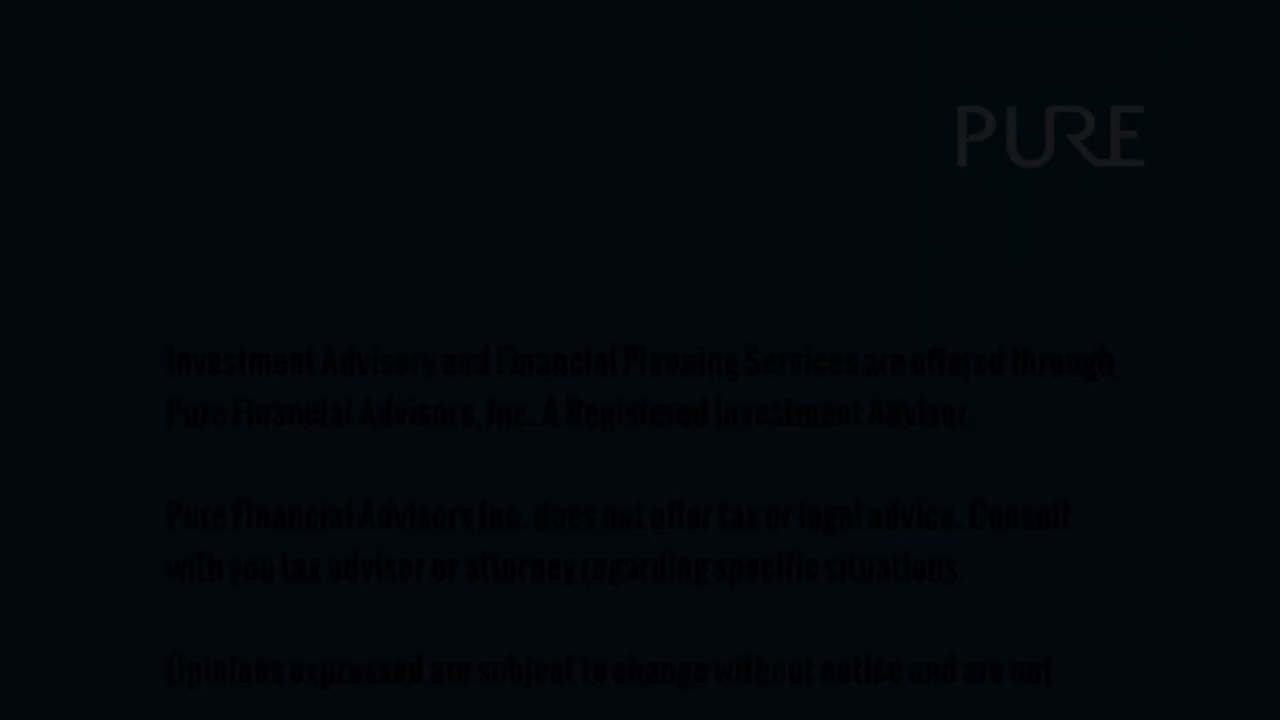 PURE
Investment Advisory and Financial Planning Services are offered through
Pure Financial Advisors, Inc. A Registered Investment Advisor.
Pure Financial Advisors Inc. does not offer tax or legal advice. Consult
with you tax advisor or attorney regarding specific situations.
Opinions expressed are subject to change without notice and are not